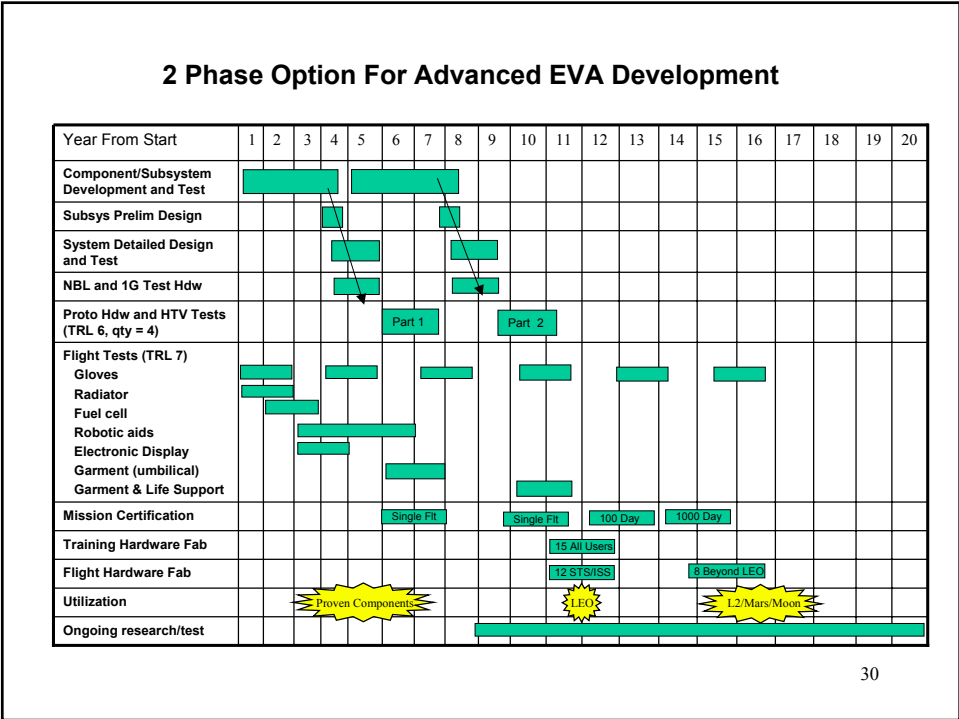 2 Phase Option For Advanced EVA Development
Year From Start 1 2 3 4 5 6 7 8 9 10 11 12 13 14 15 16 17 18 19 20
Component/Subsystem
Development and Test
Subsys Prelim Design
System Detailed Design
and Test
NBL and 1G Test Hdw
Proto Hdw and HTV Tests
(TRL 6, qty = 4)
Part 1 Part 2
Flight Tests (TRL 7)
Gloves
Radiator
Fuel cell
Robotic aids
Electronic Display
Garment (umbilical)
Garment & Life Support
Mission Certification Single Flt Single Flt 100 Day 1000 Day
Training Hardware Fab 15 All Users
Flight Hardware Fab 12 STS/ISS 8 Beyond LEO
Utilization Proven Components LEO L2/Mars/Moon
Ongoing research/test
30